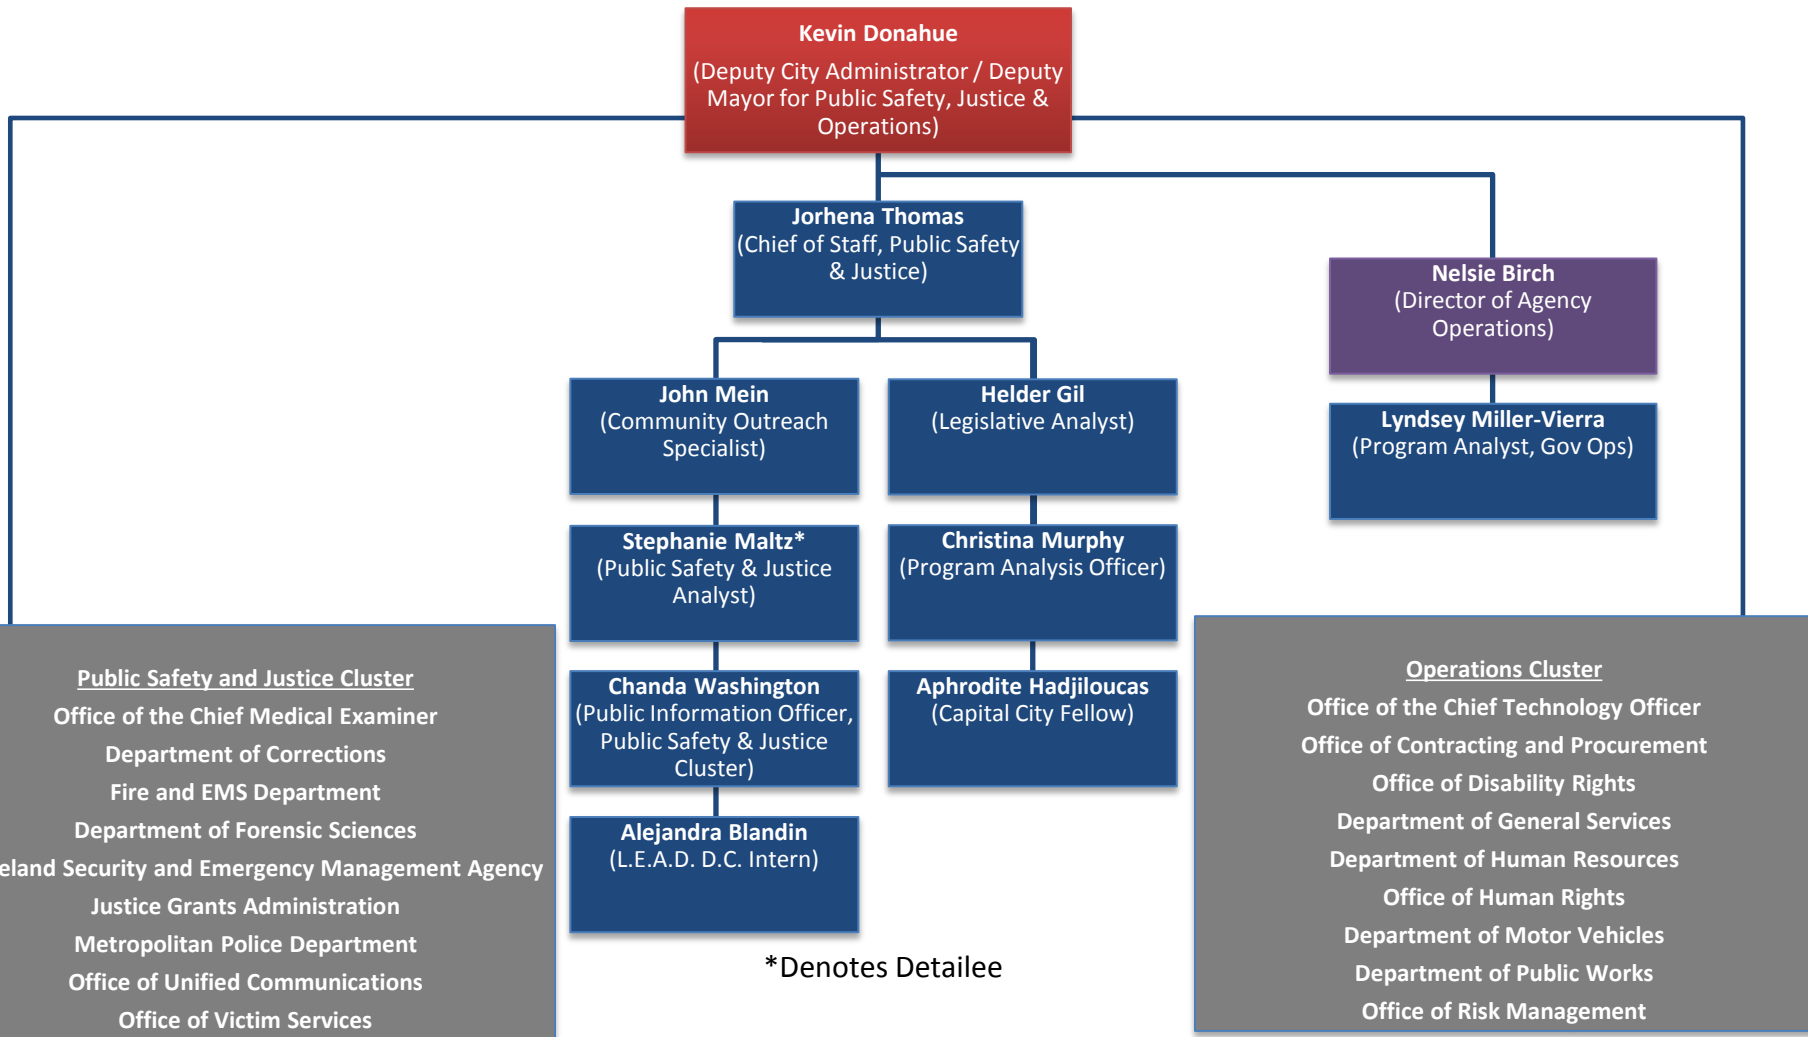 Kevin Donahue
(Deputy City Administrator / Deputy
Mayor for Public Safety, Justice &
Operations)
Jorhena Thomas
(Chief of Staff, Public Safety
& Justice)
Nelsie Birch
(Director of Agency
Operations)
John Mein
(Community Outreach
Specialist)
Helder Gil
(Legislative Analyst)
Lyndsey Miller-Vierra
(Program Analyst, Gov Ops)
Stephanie Maltz*
(Public Safety & Justice
Analyst)
Christina Murphy
(Program Analysis Officer)
Chanda Washington
(Public Information Officer,
Public Safety & Justice
Cluster)
Aphrodite Hadjiloucas
(Capital City Fellow)
Alejandra Blandin
(L.E.A.D. D.C. Intern)
Public Safety and Justice Cluster
Office of the Chief Medical Examiner
Department of Corrections
Fire and EMS Department
Department of Forensic Sciences
eland Security and Emergency Management Agency
Justice Grants Administration
Metropolitan Police Department
Office of Unified Communications
Office of Victim Services
Operations Cluster
Office of the Chief Technology Officer
Office of Contracting and Procurement
Office of Disability Rights
Department of General Services
Department of Human Resources
Office of Human Rights
Department of Motor Vehicles
Department of Public Works
Office of Risk Management
*Denotes Detailee